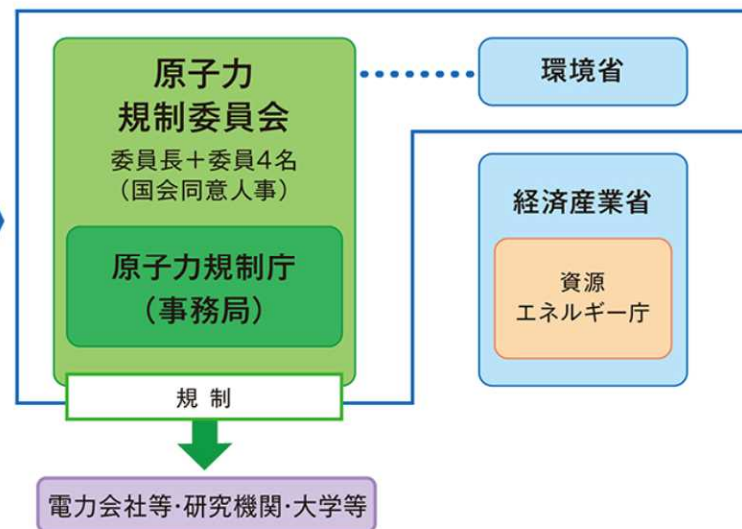 原子力
規制委員会
委員長＋委員4名
（国会同意人事）
原子力規制庁
（事務局）
規 制
電力会社等・研究機関・大学等
環境省
経済産業省
資源
エネルギー庁